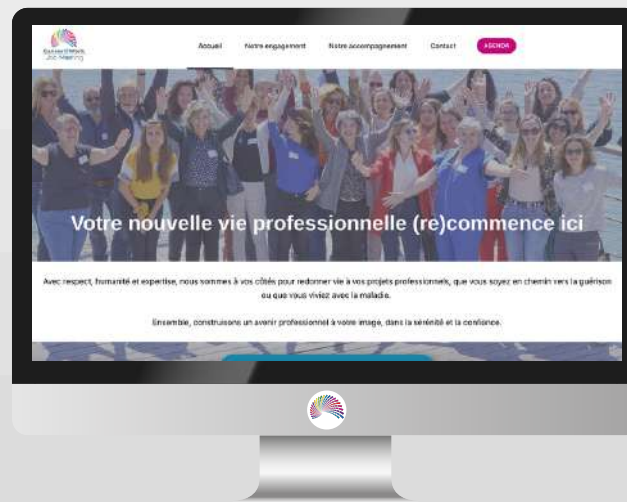 Accueil Notre engagement Notre accompagnement Contact AGENDA
Job Meeting
Votre nouvelle vie professionnelle (re)commence ici
Avec respect, humanité et expertise, nous sommes à vos côtés pour redonner vie à vos projets professionnels, que vous soyez en chemin vers la guérison
ou que vous viviez avec la maladie.
Ensemble, construisons un avenir professionnel à votre image, dans la sérénité et la confiance.